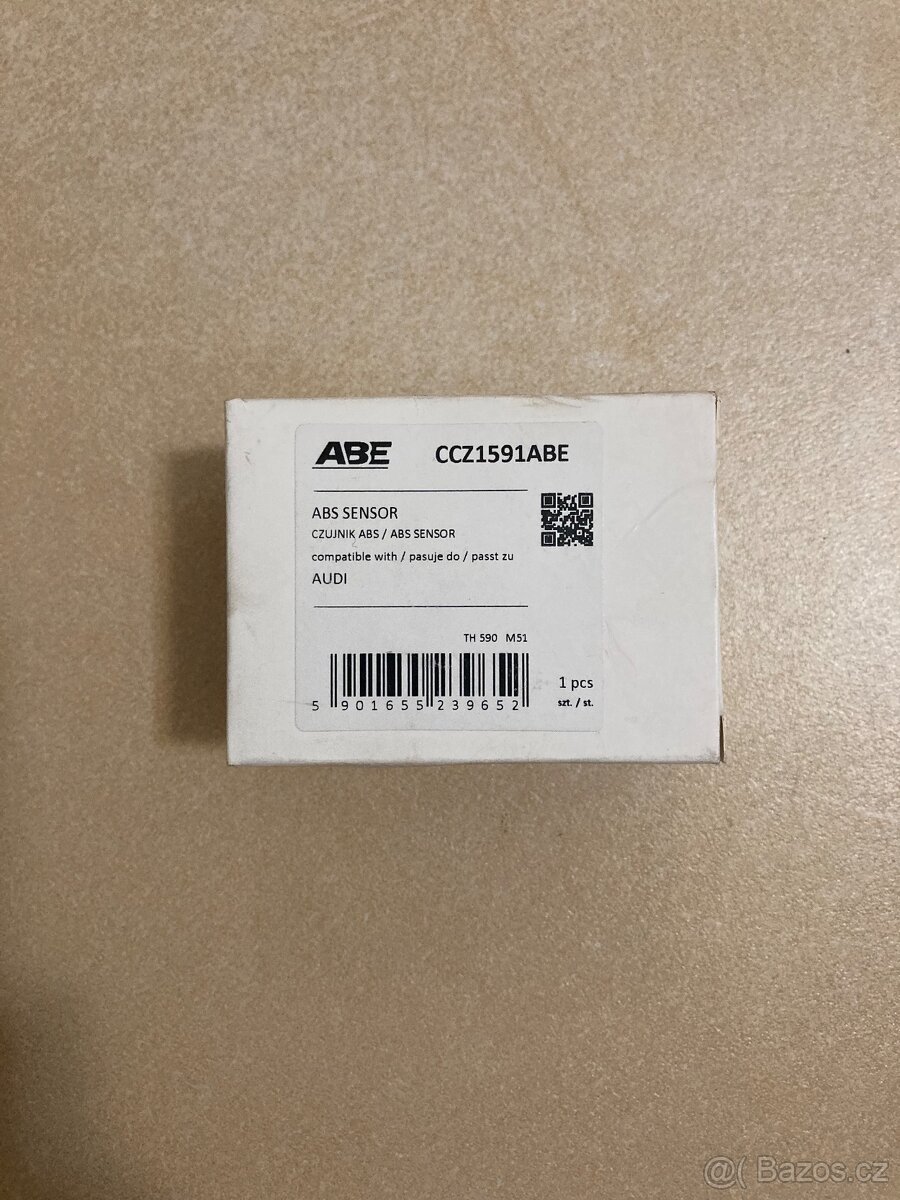 ABE CCZ1591ABE
ABS SENSOR
CZUJNIK ABS / ABS SENSOR
compatible with / pasuje do / passt zu
AUDI
TH 590 M51
5 901655 239652
1 pcs
szt. / st.
@( Bazos.cz